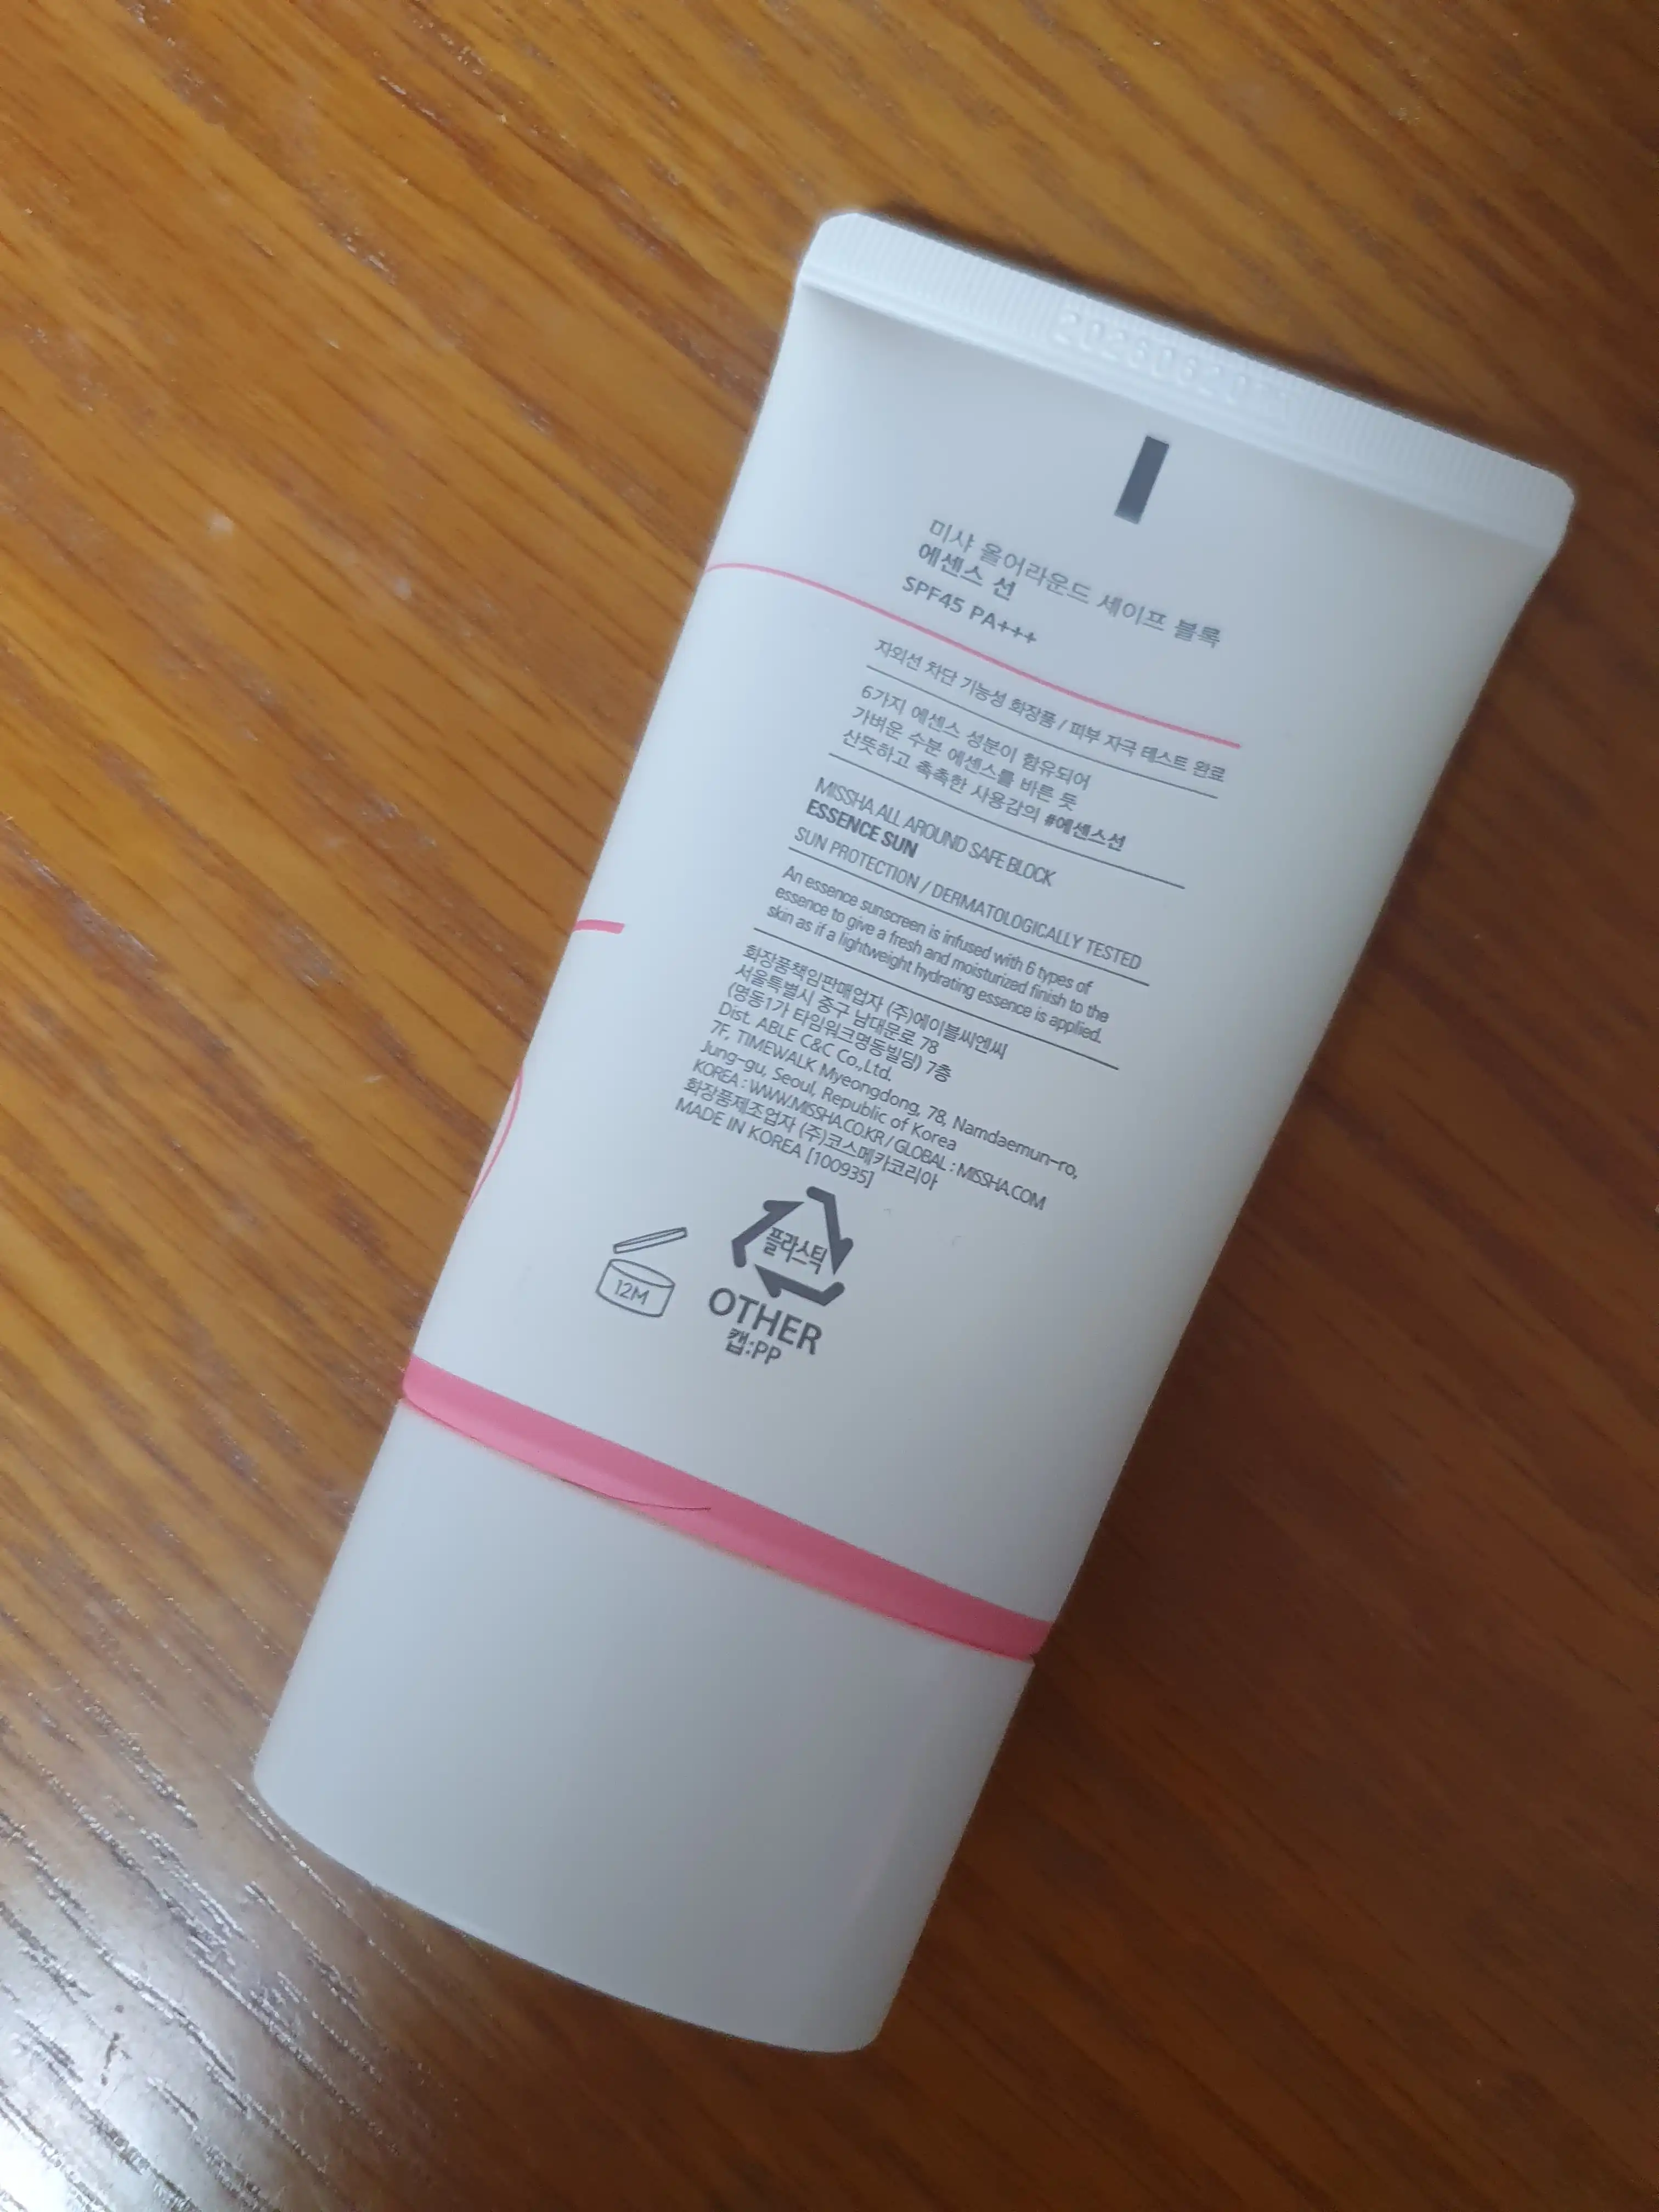 미샤 올어라운드 세이프 블록
에센스 선
SPF45 PA+++
자외선 차단 기능성 화장품 / 피부 자극 테스트 완료
6가지 에센스 성분이 함유되어
가벼운 수분 에센스를 바른 듯
산뜻하고 촉촉한 사용감의 #에센스선
MISSHA ALL AROUND SAFE BLOCK
ESSENCE SUN
SUN PROTECTION / DERMATOLOGICALLY TESTED
An essence sunscreen is infused with 6 types of
essence to give a fresh and moisturized finish to the
skin as if a lightweight hydrating essence is applied.
화장품책임판매업자 (주)에이블씨엔씨
서울특별시 중구 남대문로 78
(명동1가 타임워크명동빌딩) 7층
Dist. ABLE C&C Co.,Ltd.
7F, TIMEWALK Myeongdong, 78, Namdaemun-ro,
Jung-gu, Seoul, Republic of Korea
KOREA : WWW.MISSHA.CO.KR / GLOBAL : MISSHA.COM
화장품제조업자 (주)코스메카코리아
MADE IN KOREA [100935]
플라스틱
12M
OTHER
캡:PP